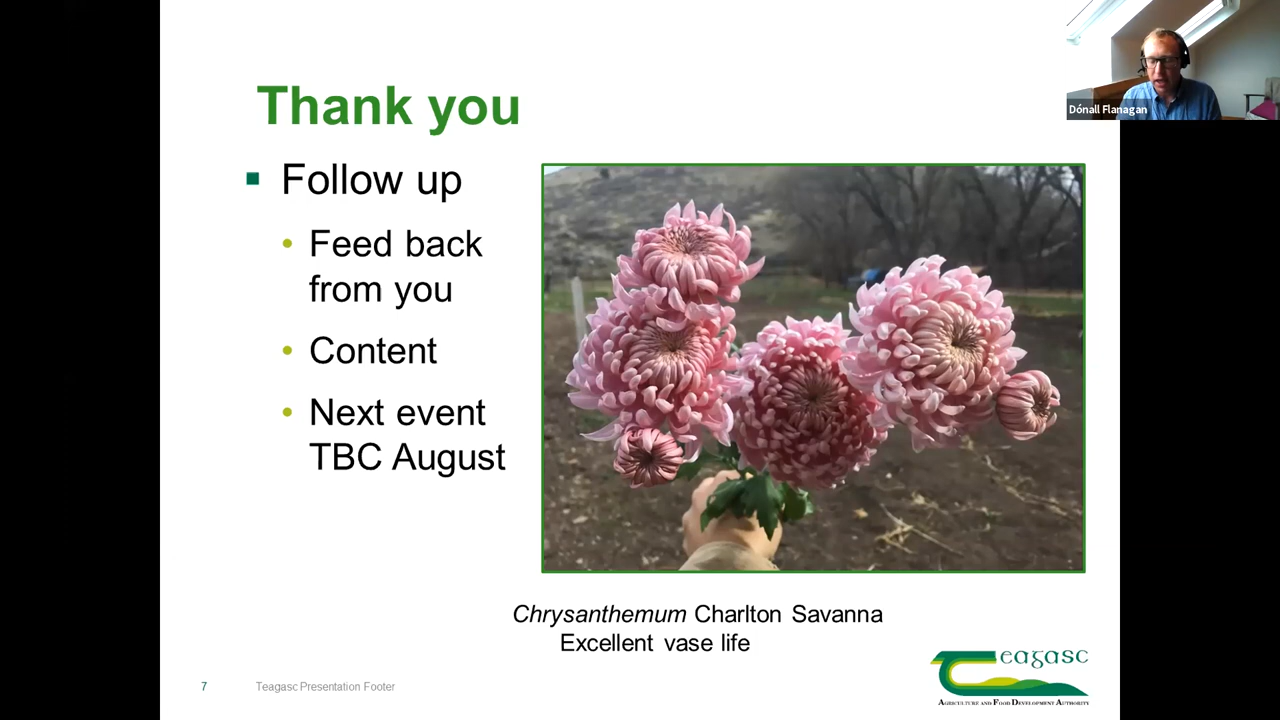 Thank you
Dónall Flanagan
▪ Follow up
• Feed back
from you
• Content
• Next event
TBC August
Chrysanthemum Charlton Savanna
Excellent vase life
7 Teagasc Presentation Footer
Teagasc
AGRICULTURE AND FOOD DEVELOPMENT AUTHORITY